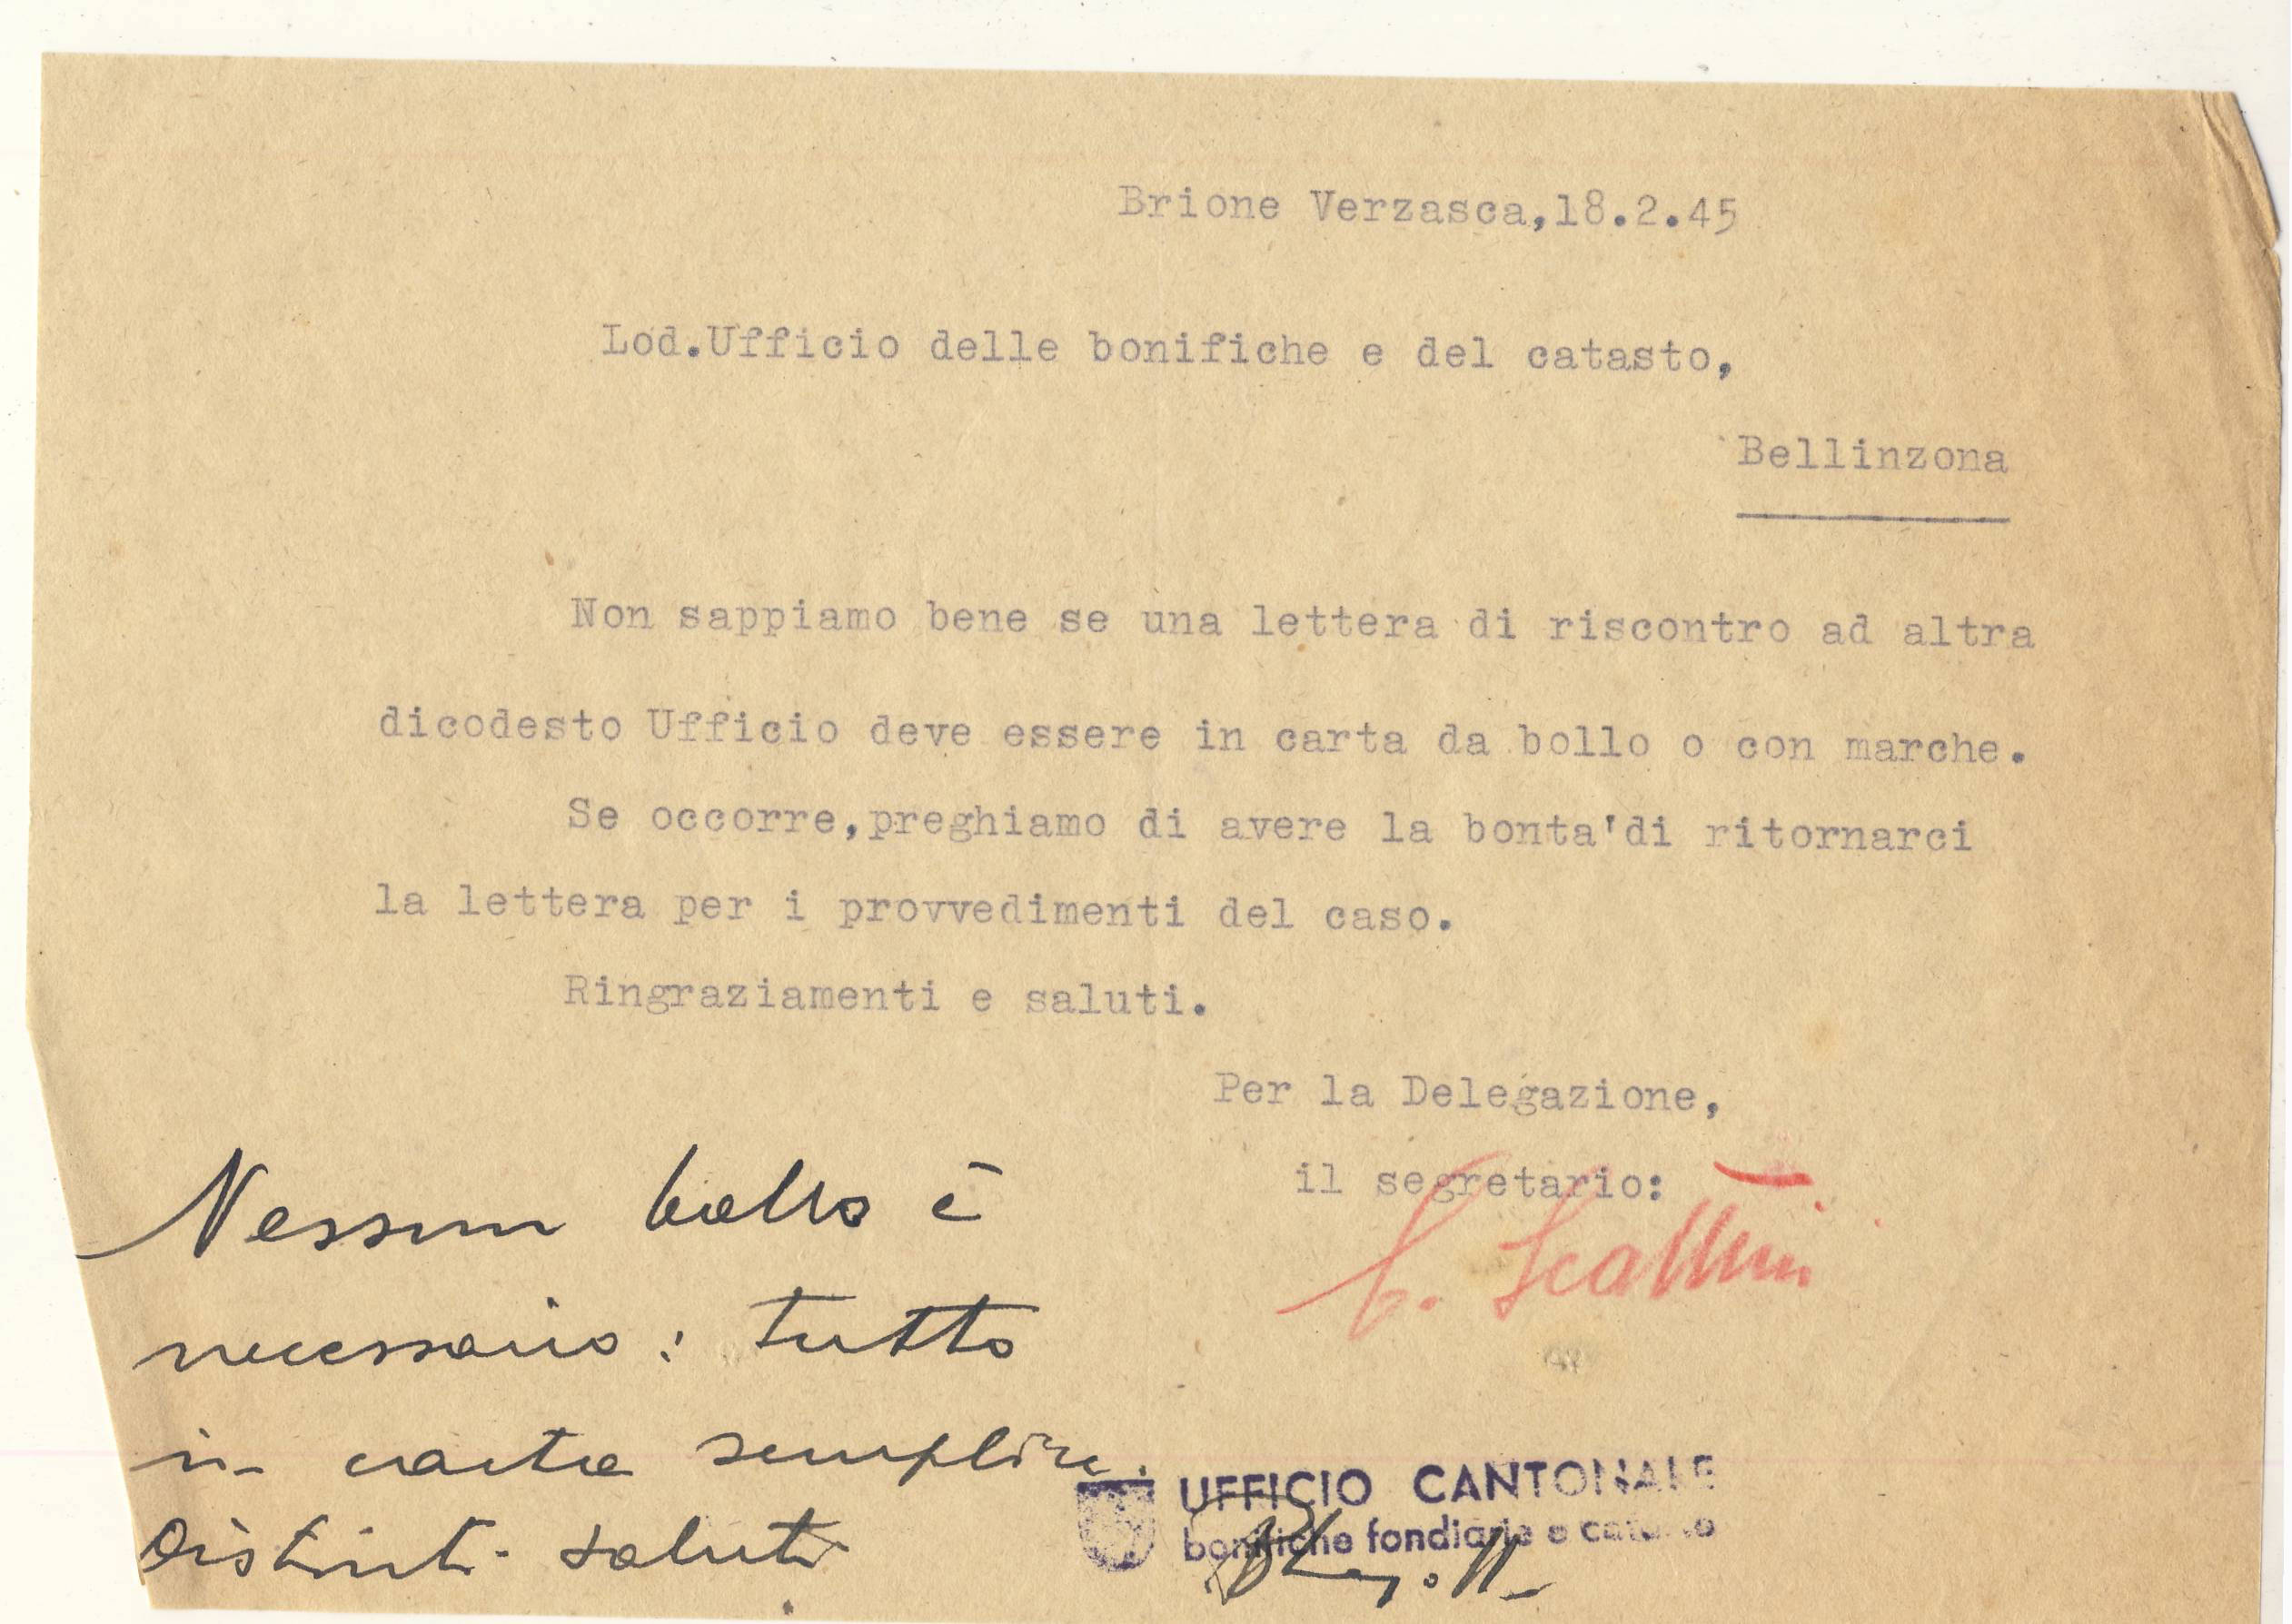 Brione Verzasca,18.2.45
Lod.Ufficio delle bonifiche e del catasto,
Bellinzona
Non sappiamo bene se una lettera di riscontro ad altra
dicodesto Ufficio deve essere in carta da bollo o con marche.
Se occorre,preghiamo di avere la bonta'di ritornarci
la lettera per i provvedimenti del caso.
Ringraziamenti e saluti.
Per la Delegazione,
il segretario:
Scattini
Nessun bollo è
necessario: tutto
in carta semplice.
Distinti saluti
UFFICIO CANTONALE
bonifiche fondiarie e catasto